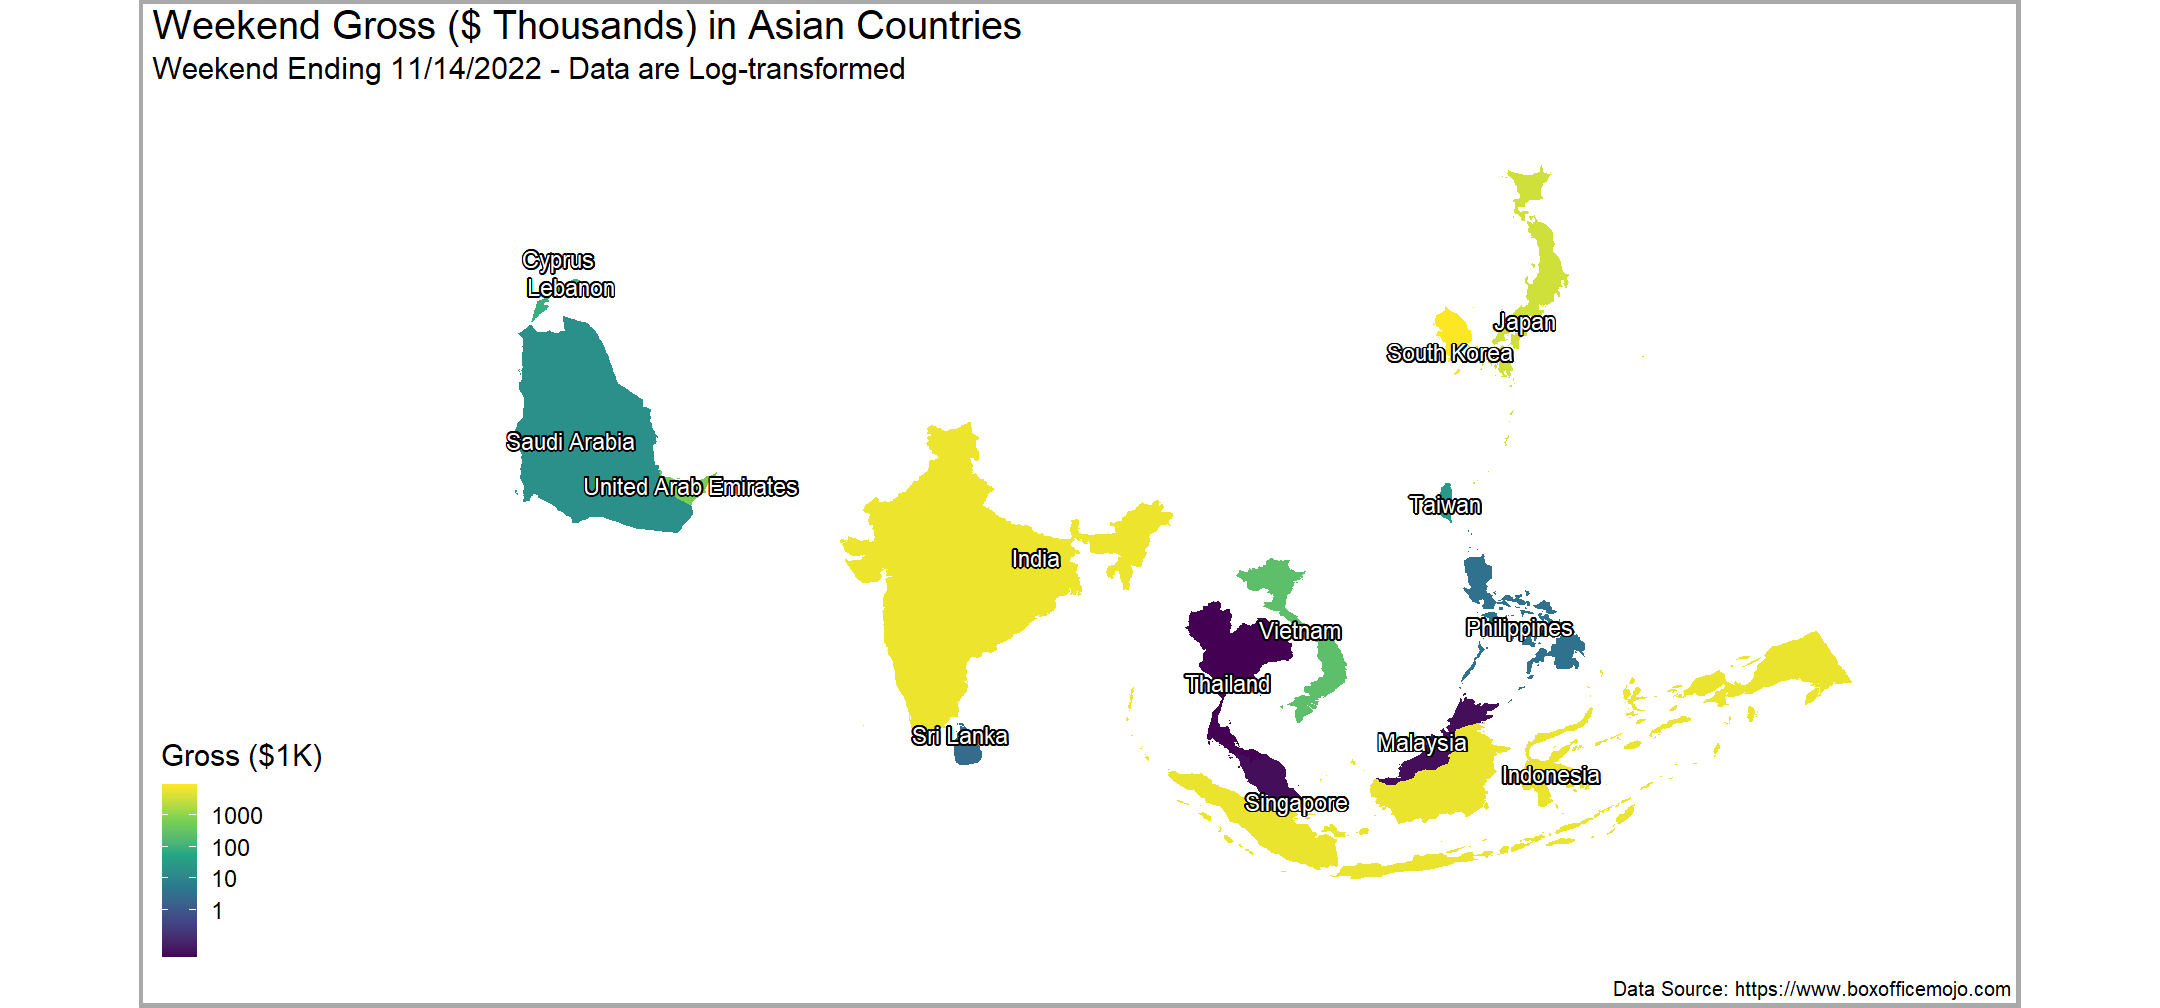 Weekend Gross ($ Thousands) in Asian Countries
Weekend Ending 11/14/2022 - Data are Log-transformed
Cyprus
Lebanon
Japan
South Korea
Saudi Arabia
United Arab Emirates
Taiwan
India
Vietnam
Philippines
Thailand
Sri Lanka
Malaysia
Indonesia
Singapore
Gross ($1K)
1000
100
10
1
Data Source: https://www.boxofficemojo.com